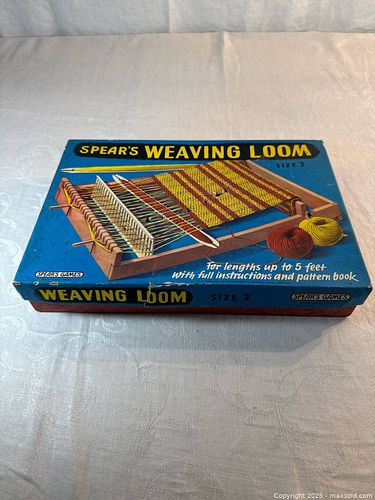 SPEAR'S WEAVING LOOM
SIZE 2
for lengths up to 5 feet
With full instructions and pattern book
SPEAR'S GAMES
WEAVING LOOM SIZE 2 SPEAR'S GAMES
Copyright 2025 - maxsold.com